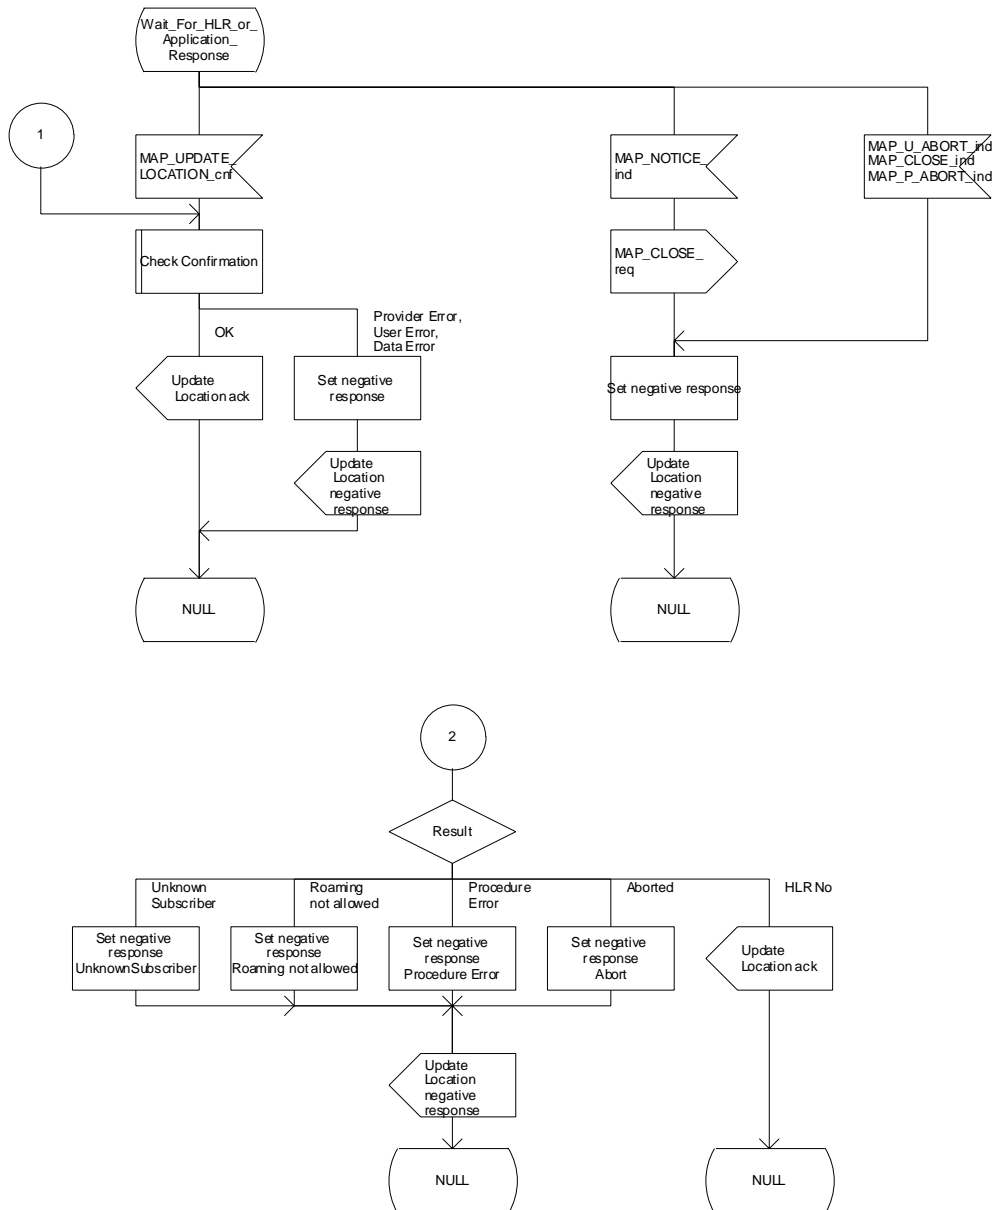 Wait_For_HLR_or_
Application_
Response
1
MAP_UPDATE_
LOCATION_cnf
MAP_NOTICE_
ind
MAP_U_ABORT_ind
MAP_CLOSE_ind
MAP_P_ABORT_ind
Check Confirmation
MAP_CLOSE_
req
OK
Provider Error,
User Error,
Data Error
Update
Location ack
Set negative
response
Set negative response
Update
Location
negative
response
Update
Location
negative
response
NULL
NULL
2
Result
Unknown
Subscriber
Roaming
not allowed
Procedure
Error
Aborted
HLR No
Set negative
response
UnknownSubscriber
Set negative
response
Roaming not allowed
Set negative
response
Procedure Error
Set negative
response
Abort
Update
Location ack
Update
Location
negative
response
NULL
NULL